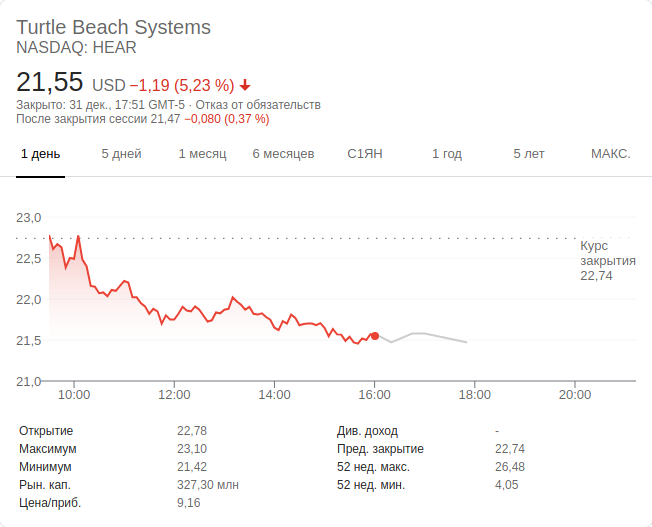 Turtle Beach Systems
NASDAQ: HEAR
21,55 USD −1,19 (5,23 %)
Закрыто: 31 дек., 17:51 GMT-5 · Отказ от обязательств
После закрытия сессии 21,47 −0,080 (0,37 %)
1 день 5 дней 1 месяц 6 месяцев С1ЯН 1 год 5 лет МАКС.
23,0
Курс
закрытия
22,5
22,74
22,0
21,5
21,0
10:00 12:00 14:00 16:00 18:00 20:00
Открытие 22,78 Див. доход -
Максимум 23,10 Пред. закрытие 22,74
Минимум 21,42 52 нед. макс. 26,48
Рын. кап. 327,30 млн 52 нед. мин. 4,05
Цена/приб. 9,16